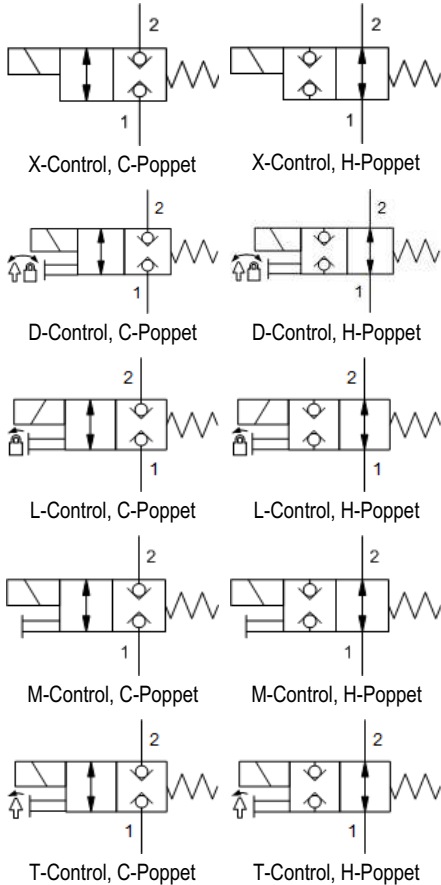 2 2
1 1
X-Control, C-Poppet X-Control, H-Poppet
2 2
1 1
D-Control, C-Poppet D-Control, H-Poppet
2 2
1 1
L-Control, C-Poppet L-Control, H-Poppet
2 2
1 1
M-Control, C-Poppet M-Control, H-Poppet
2 2
1 1
T-Control, C-Poppet T-Control, H-Poppet